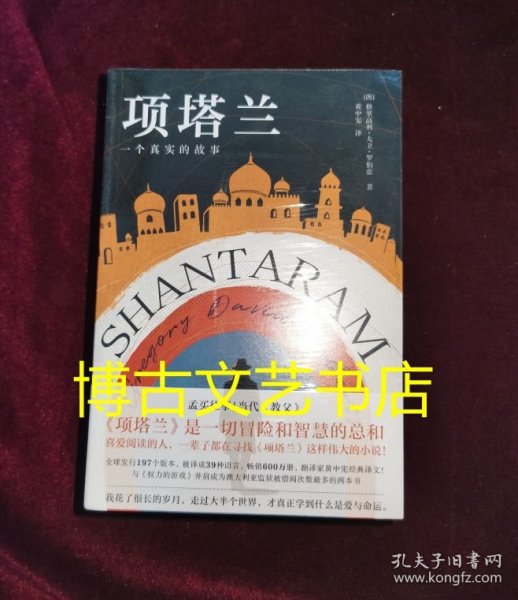 项塔兰
一个真实的故事
[澳] 格里高利·大卫·罗伯兹 著
黄中宪 译
SHANTARAM
Gregory David
博古文艺书店
《项塔兰》是一切冒险和智慧的总和
喜爱阅读的人，一辈子都在寻找《项塔兰》这样伟大的小说！
全球发行197个版本，被译成39种语言，畅销600万册，翻译家黄中宪经典译文！
与《权力的游戏》并肩成为澳大利亚监狱被借阅次数最多的两本书
我花了很长的岁月，走过大半个世界，才真正学到什么是爱与命运。
孔夫子旧书网
www.kongfz.com